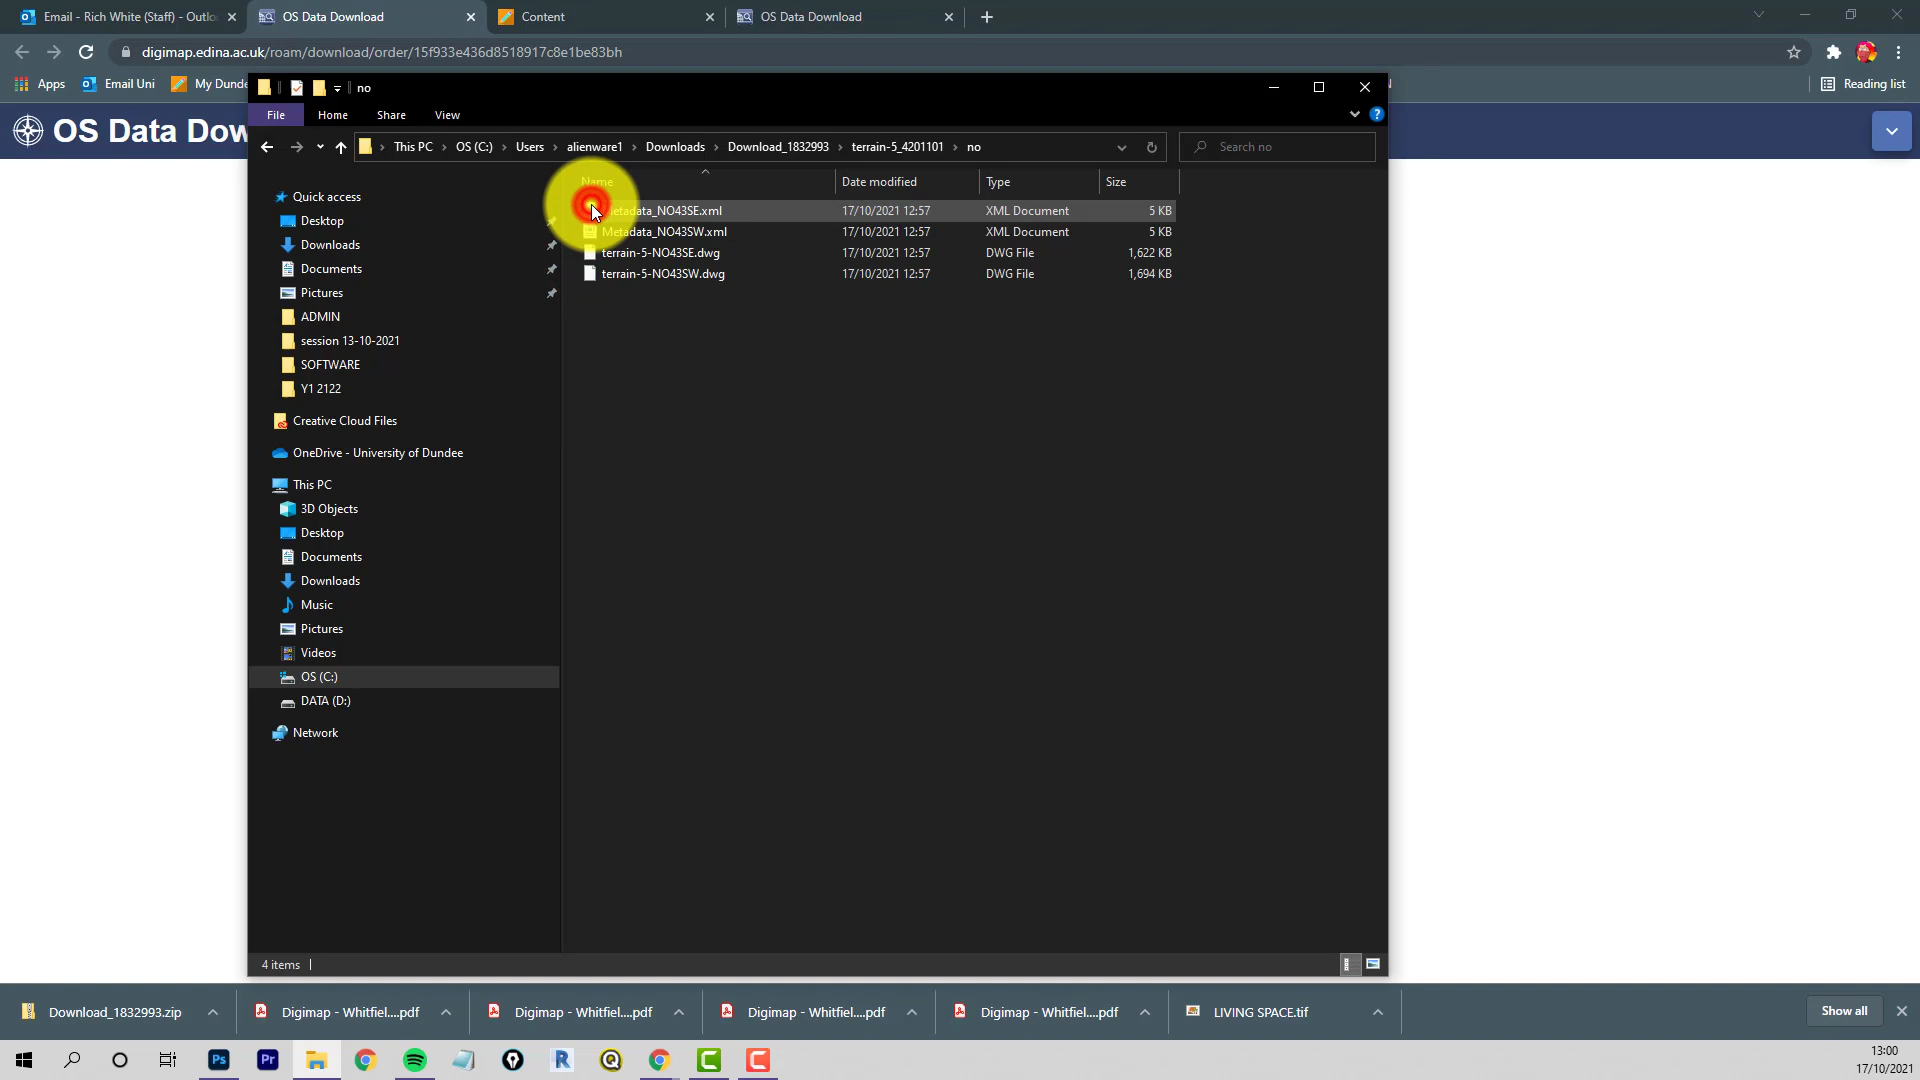 Email - Rich White (Staff) - Outlo
OS Data Download
Content
OS Data Download
digimap.edina.ac.uk/roam/download/order/15f933e436d8518917c8e1be83bh
Apps
Email Uni
My Dunde
Reading list
OS Data Dow
no
File
Home
Share
View
This PC > OS (C:) > Users > alienware1 > Downloads > Download_1832993 > terrain-5_4201101 > no
Search no
Name
Date modified
Type
Size
Metadata_NO43SE.xml 17/10/2021 12:57 XML Document 5 KB
Metadata_NO43SW.xml 17/10/2021 12:57 XML Document 5 KB
terrain-5-NO43SE.dwg 17/10/2021 12:57 DWG File 1,622 KB
terrain-5-NO43SW.dwg 17/10/2021 12:57 DWG File 1,694 KB
Quick access
Desktop
Downloads
Documents
Pictures
ADMIN
session 13-10-2021
SOFTWARE
Y1 2122
Creative Cloud Files
OneDrive - University of Dundee
This PC
3D Objects
Desktop
Documents
Downloads
Music
Pictures
Videos
OS (C:)
DATA (D:)
Network
4 items
Download_1832993.zip
Digimap - Whitfiel....pdf
Digimap - Whitfiel....pdf
Digimap - Whitfiel....pdf
Digimap - Whitfiel....pdf
LIVING SPACE.tif
Show all
Ps
Pr
R
13:00
17/10/2021